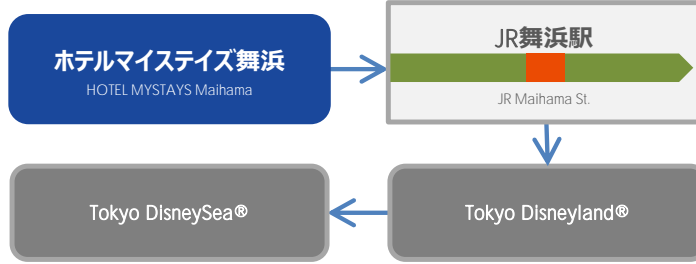 ホテルマイステイズ舞浜
HOTEL MYSTAYS Maihama
JR舞浜駅
JR Maihama St.
Tokyo DisneySea®
Tokyo Disneyland®